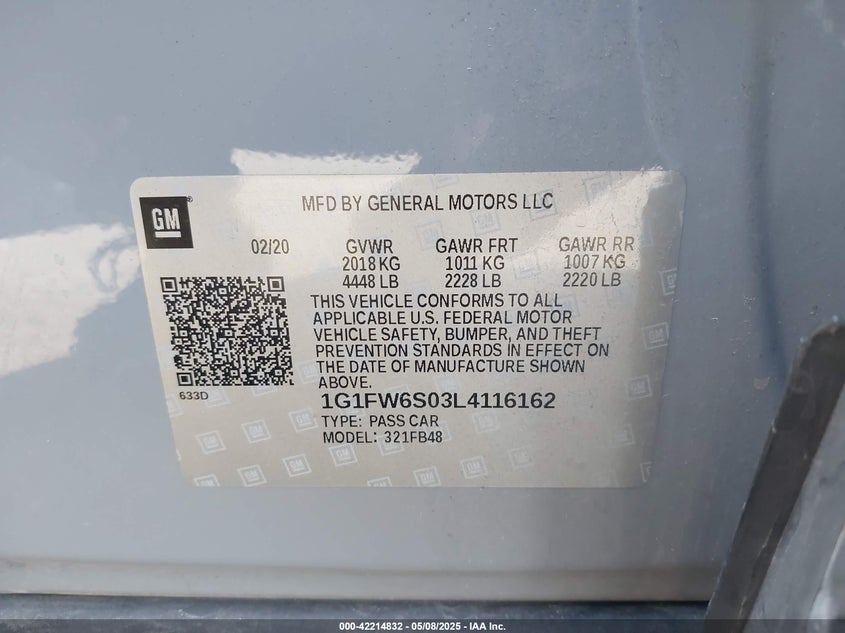 GM
MFD BY GENERAL MOTORS LLC
02/20 GVWR GAWR FRT GAWR RR
2018 KG 1011 KG 1007 KG
4448 LB 2228 LB 2220 LB
THIS VEHICLE CONFORMS TO ALL
APPLICABLE U.S. FEDERAL MOTOR
VEHICLE SAFETY, BUMPER, AND THEFT
PREVENTION STANDARDS IN EFFECT ON
THE DATE OF MANUFACTURE SHOWN
ABOVE.
633D
1G1FW6S03L4116162
TYPE: PASS CAR
MODEL: 321FB48
000-42214832 - 05/08/2025 - IAA Inc.